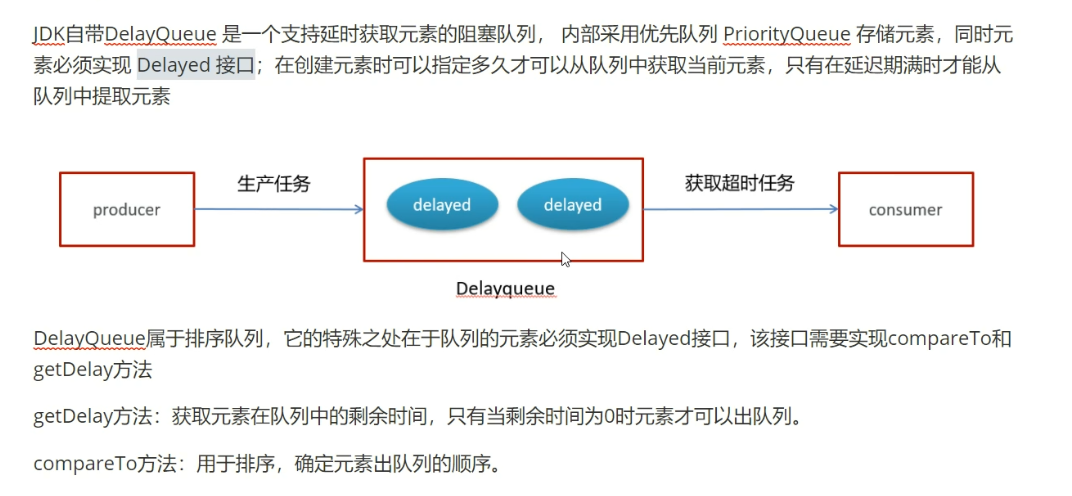 JDK自带DelayQueue 是一个支持延时获取元素的阻塞队列， 内部采用优先队列 PriorityQueue 存储元素，同时元
素必须实现 Delayed 接口；在创建元素时可以指定多久才可以从队列中获取当前元素，只有在延迟期满时才能从
队列中提取元素
producer
生产任务
delayed
delayed
获取超时任务
consumer
Delayqueue
DelayQueue属于排序队列，它的特殊之处在于队列的元素必须实现Delayed接口，该接口需要实现compareTo和
getDelay方法
getDelay方法：获取元素在队列中的剩余时间，只有当剩余时间为0时元素才可以出队列。
compareTo方法：用于排序，确定元素出队列的顺序。